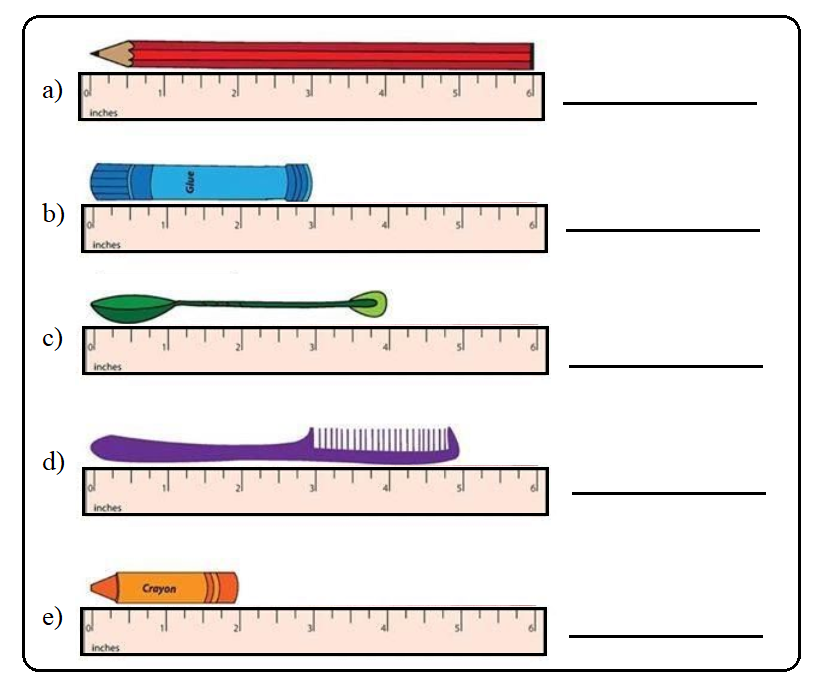 a)
0 1 2 3 4 5 6
inches
Glue
b)
0 1 2 3 4 5 6
inches
c)
0 1 2 3 4 5 6
inches
d)
0 1 2 3 4 5 6
inches
Crayon
e)
0 1 2 3 4 5 6
inches